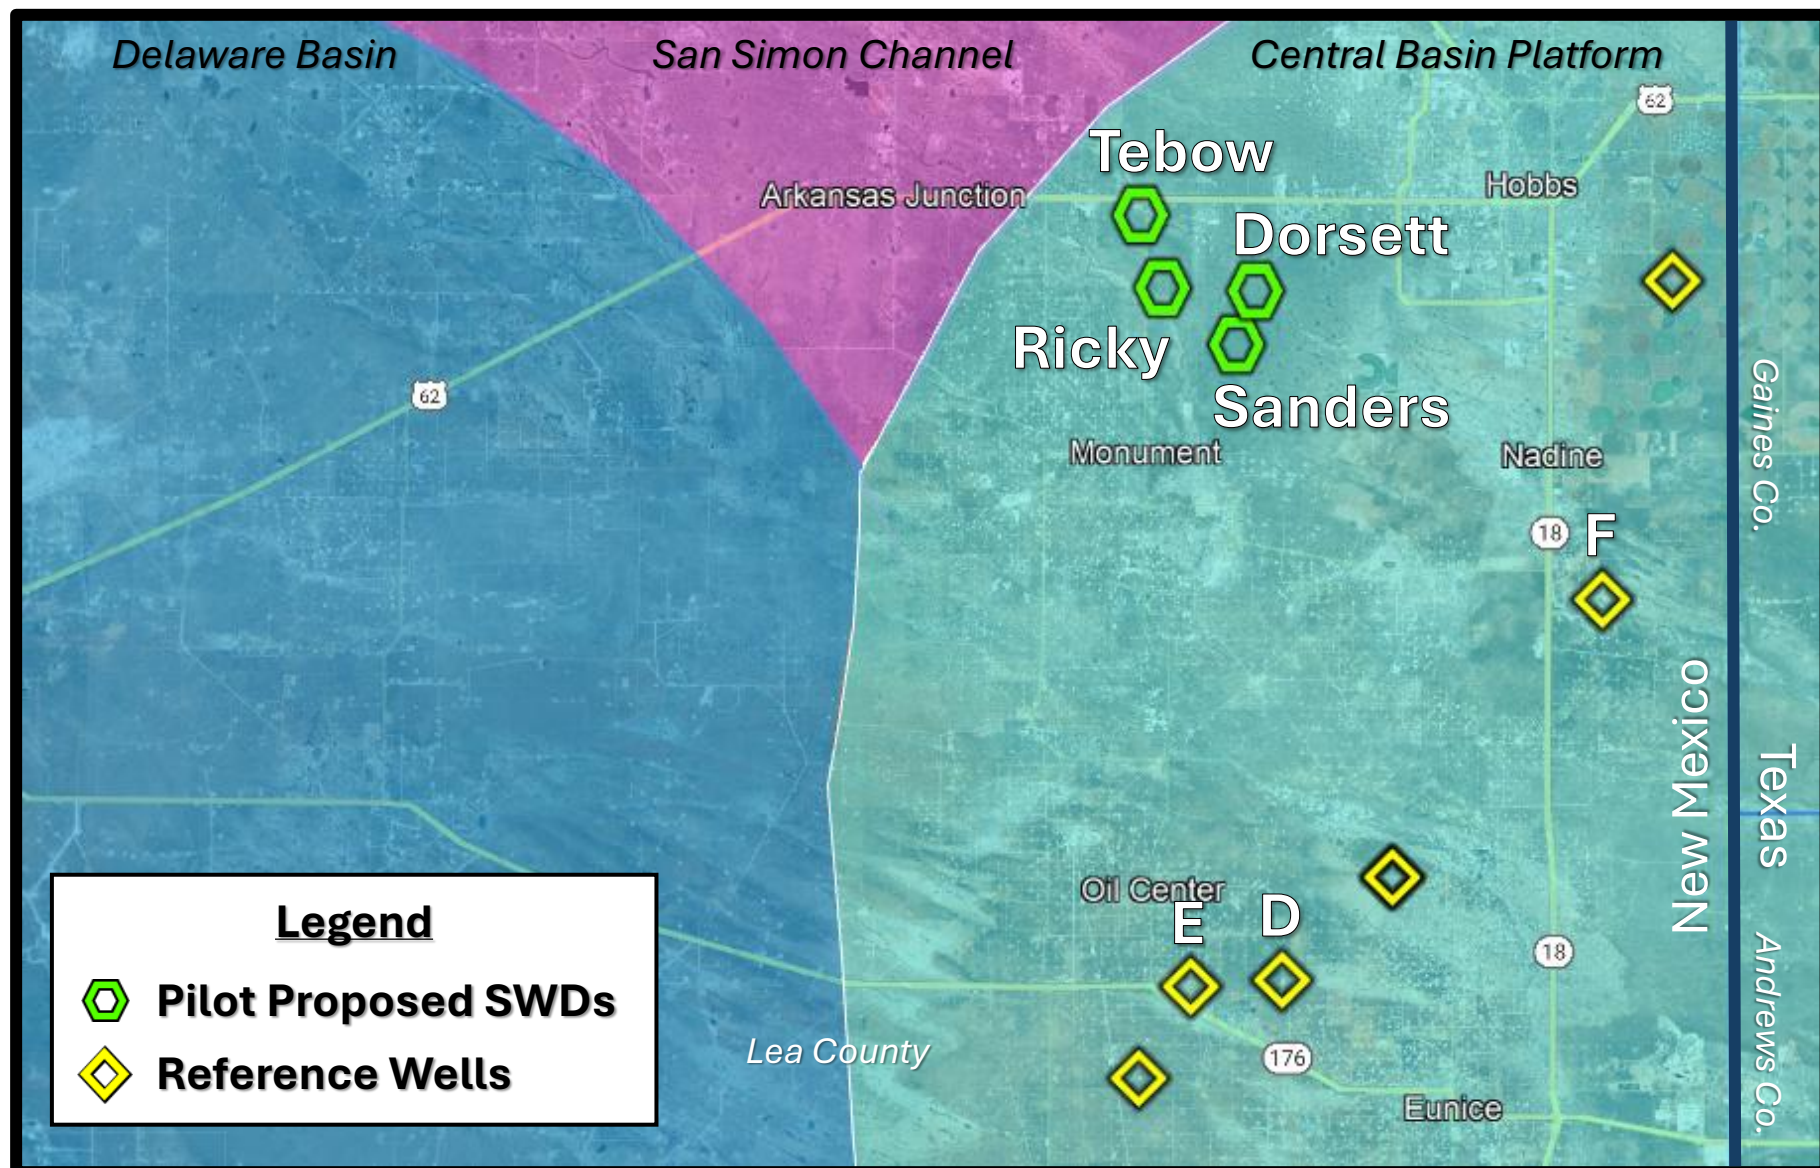 Delaware Basin
San Simon Channel
Central Basin Platform
62
Tebow
Arkansas Junction
Hobbs
Dorsett
Ricky
62
Sanders
Monument
Nadine
Gaines Co.
18
F
New Mexico
Texas
Oil Center
E
D
18
Andrews Co.
Legend
Pilot Proposed SWDs
Reference Wells
Lea County
176
Eunice